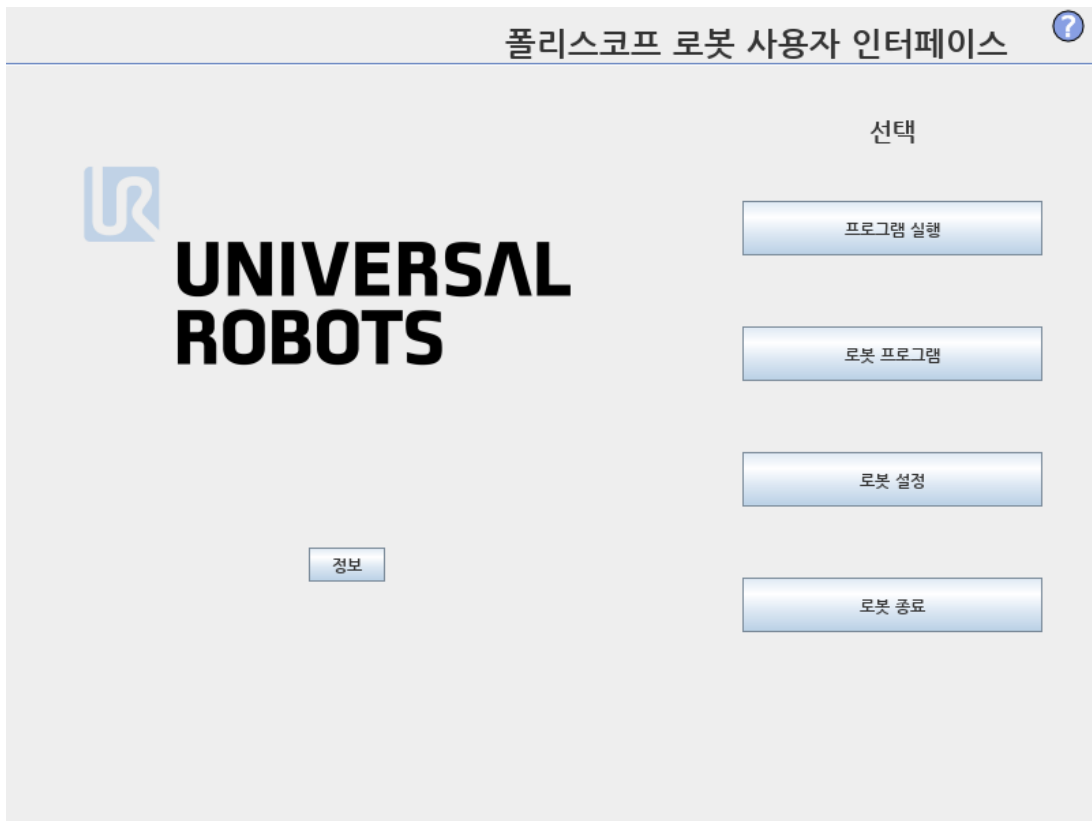 폴리스코프 로봇 사용자 인터페이스
?
선택
UR
UNIVERSAL
ROBOTS
프로그램 실행
로봇 프로그램
로봇 설정
정보
로봇 종료